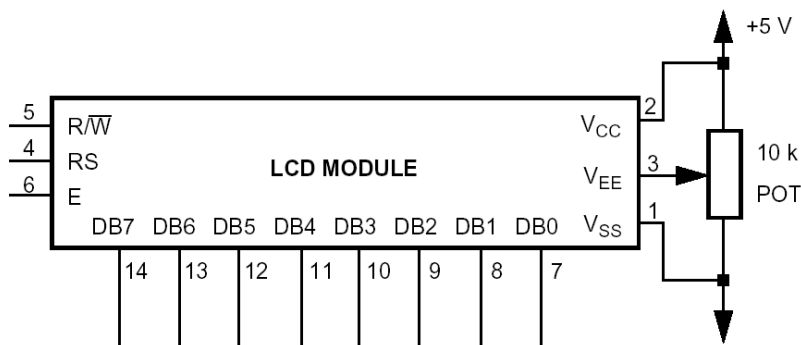 +5 V
5 R/W̅ V_CC 2
4 RS LCD MODULE V_EE 3 10 k
6 E POT
V_SS 1
DB7 DB6 DB5 DB4 DB3 DB2 DB1 DB0
14 13 12 11 10 9 8 7